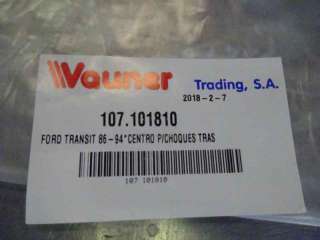 Vauner
Trading, S.A.
2018-2-7
107.101810
FORD TRANSIT 86-94*CENTRO P/CHOQUES TRAS
107 101810